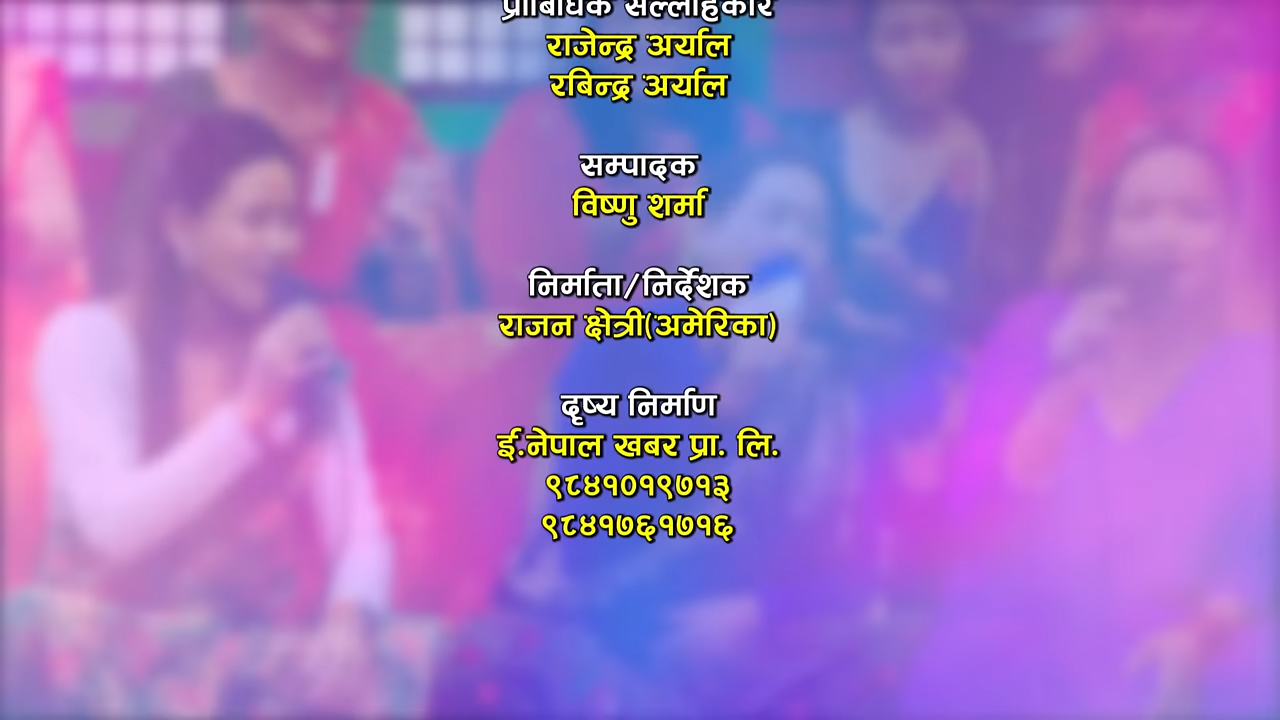 प्राबिधिक सल्लाहकार
राजेन्द्र अर्याल
रबिन्द्र अर्याल
सम्पादक
विष्णु शर्मा
निर्माता/निर्देशक
राजन क्षेत्री(अमेरिका)
दृष्य निर्माण
ई.नेपाल खबर प्रा. लि.
९८४१०१९७१३
९८४१७६१७१६